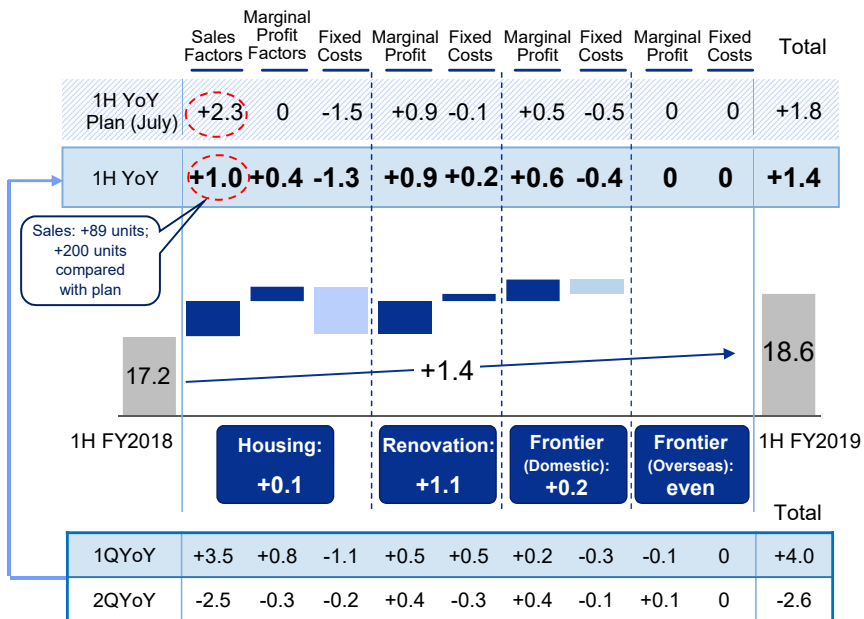 Sales Factors Marginal Profit Factors Fixed Costs Marginal Profit Fixed Costs Marginal Profit Fixed Costs Marginal Profit Fixed Costs Total
1H YoY Plan (July) +2.3 0 -1.5 +0.9 -0.1 +0.5 -0.5 0 0 +1.8
1H YoY +1.0 +0.4 -1.3 +0.9 +0.2 +0.6 -0.4 0 0 +1.4
Sales: +89 units;
+200 units
compared
with plan
17.2
+1.4
18.6
1H FY2018
Housing:
+0.1
Renovation:
+1.1
Frontier
(Domestic):
+0.2
Frontier
(Overseas):
even
1H FY2019
Total
1QYoY +3.5 +0.8 -1.1 +0.5 +0.5 +0.2 -0.3 -0.1 0 +4.0
2QYoY -2.5 -0.3 -0.2 +0.4 -0.3 +0.4 -0.1 +0.1 0 -2.6